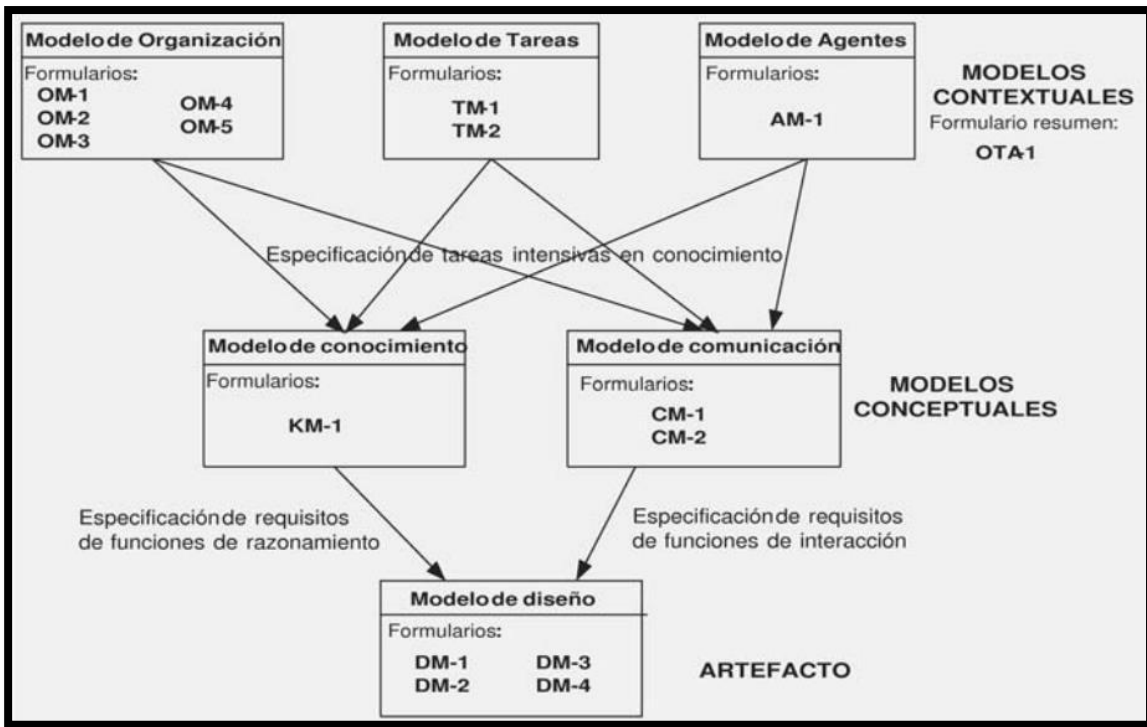 Modelo de Organización
Formularios:
OM-1
OM-2
OM-3
OM-4
OM-5
Modelo de Tareas
Formularios:
TM-1
TM-2
Modelo de Agentes
Formularios:
AM-1
MODELOS
CONTEXTUALES
Formulario resumen:
OTA-1
Especificación de tareas intensivas en conocimiento
Modelo de conocimiento
Formularios:
KM-1
Modelo de comunicación
Formularios:
CM-1
CM-2
MODELOS
CONCEPTUALES
Especificación de requisitos
de funciones de razonamiento
Especificación de requisitos
de funciones de interacción
Modelo de diseño
Formularios:
DM-1
DM-2
DM-3
DM-4
ARTEFACTO